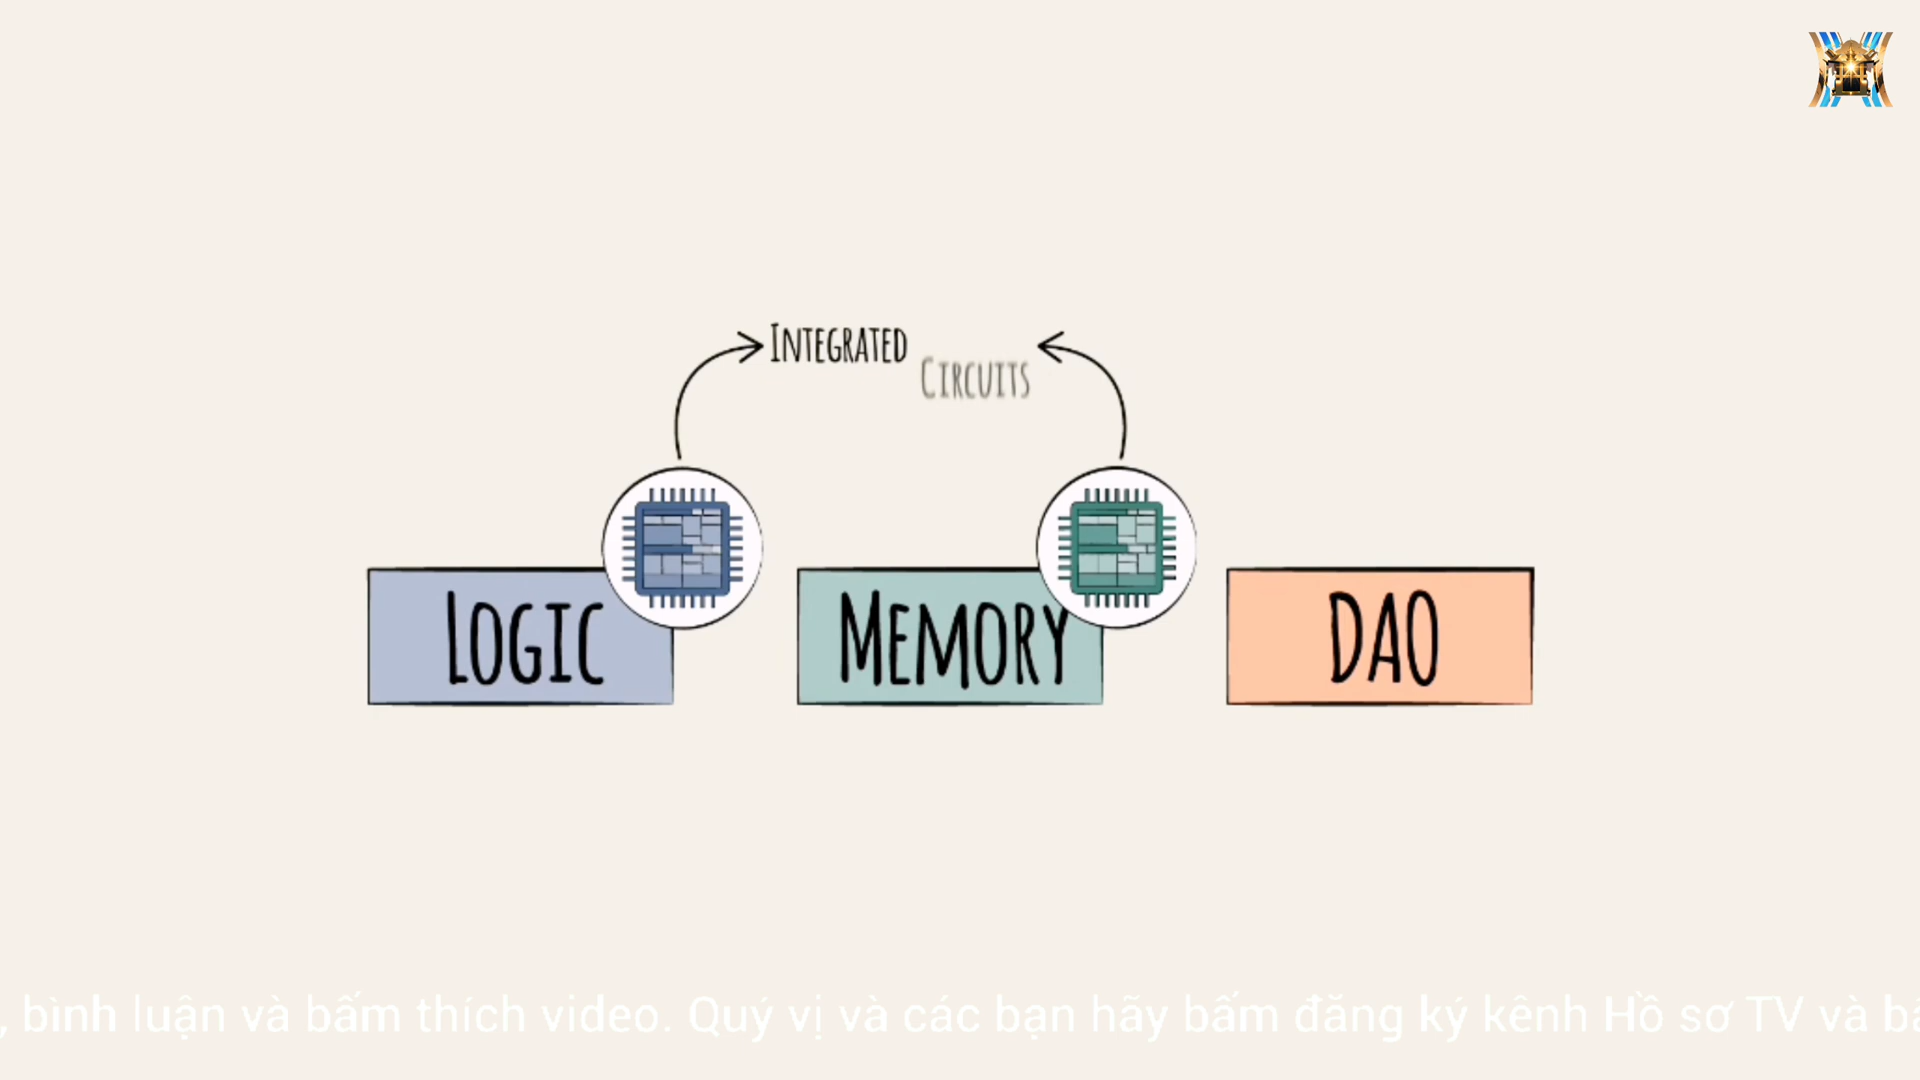 Integrated Circuits
Logic
Memory
DAO
, bình luận và bấm thích video. Quý vị và các bạn hãy bấm đăng ký kênh Hồ sơ TV và